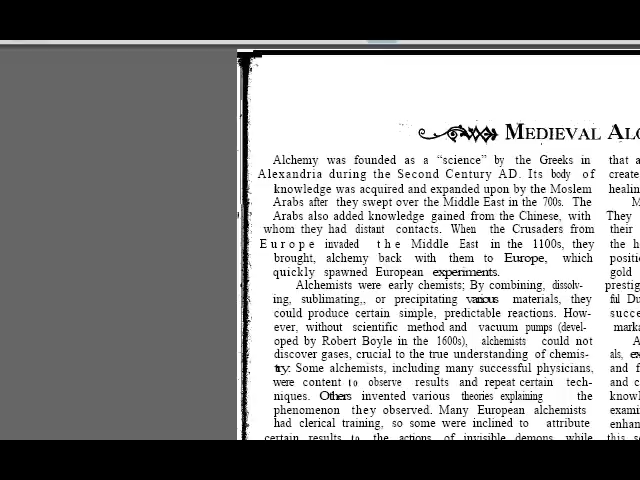 MEDIEVAL
Alchemy was founded as a “science” by the Greeks in
Alexandria during the Second Century AD. Its body of
knowledge was acquired and expanded upon by the Moslem
Arabs after they swept over the Middle East in the 700s. The
Arabs also added knowledge gained from the Chinese, with
whom they had distant contacts. When the Crusaders from
Europe invaded the Middle East in the 1100s, they
brought, alchemy back with them to Europe, which
quickly spawned European experiments.
Alchemists were early chemists; By combining, dissolv-
ing, sublimating,, or precipitating various materials, they
could produce certain simple, predictable reactions. How-
ever, without scientific method and vacuum pumps (devel-
oped by Robert Boyle in the 1600s), alchemists could not
discover gases, crucial to the true understanding of chemis-
try: Some alchemists, including many successful physicians,
were content to observe results and repeat certain tech-
niques. Others invented various theories explaining the
phenomenon they observed. Many European alchemists
had clerical training, so some were inclined to attribute
certain results to the actions of invisible demons, while
that a
create
healin
M
They
their
the h
positi
gold
prestig
ful Du
succe
marka
A
als, ex
and f
and c
knowl
exami
enhan
this s